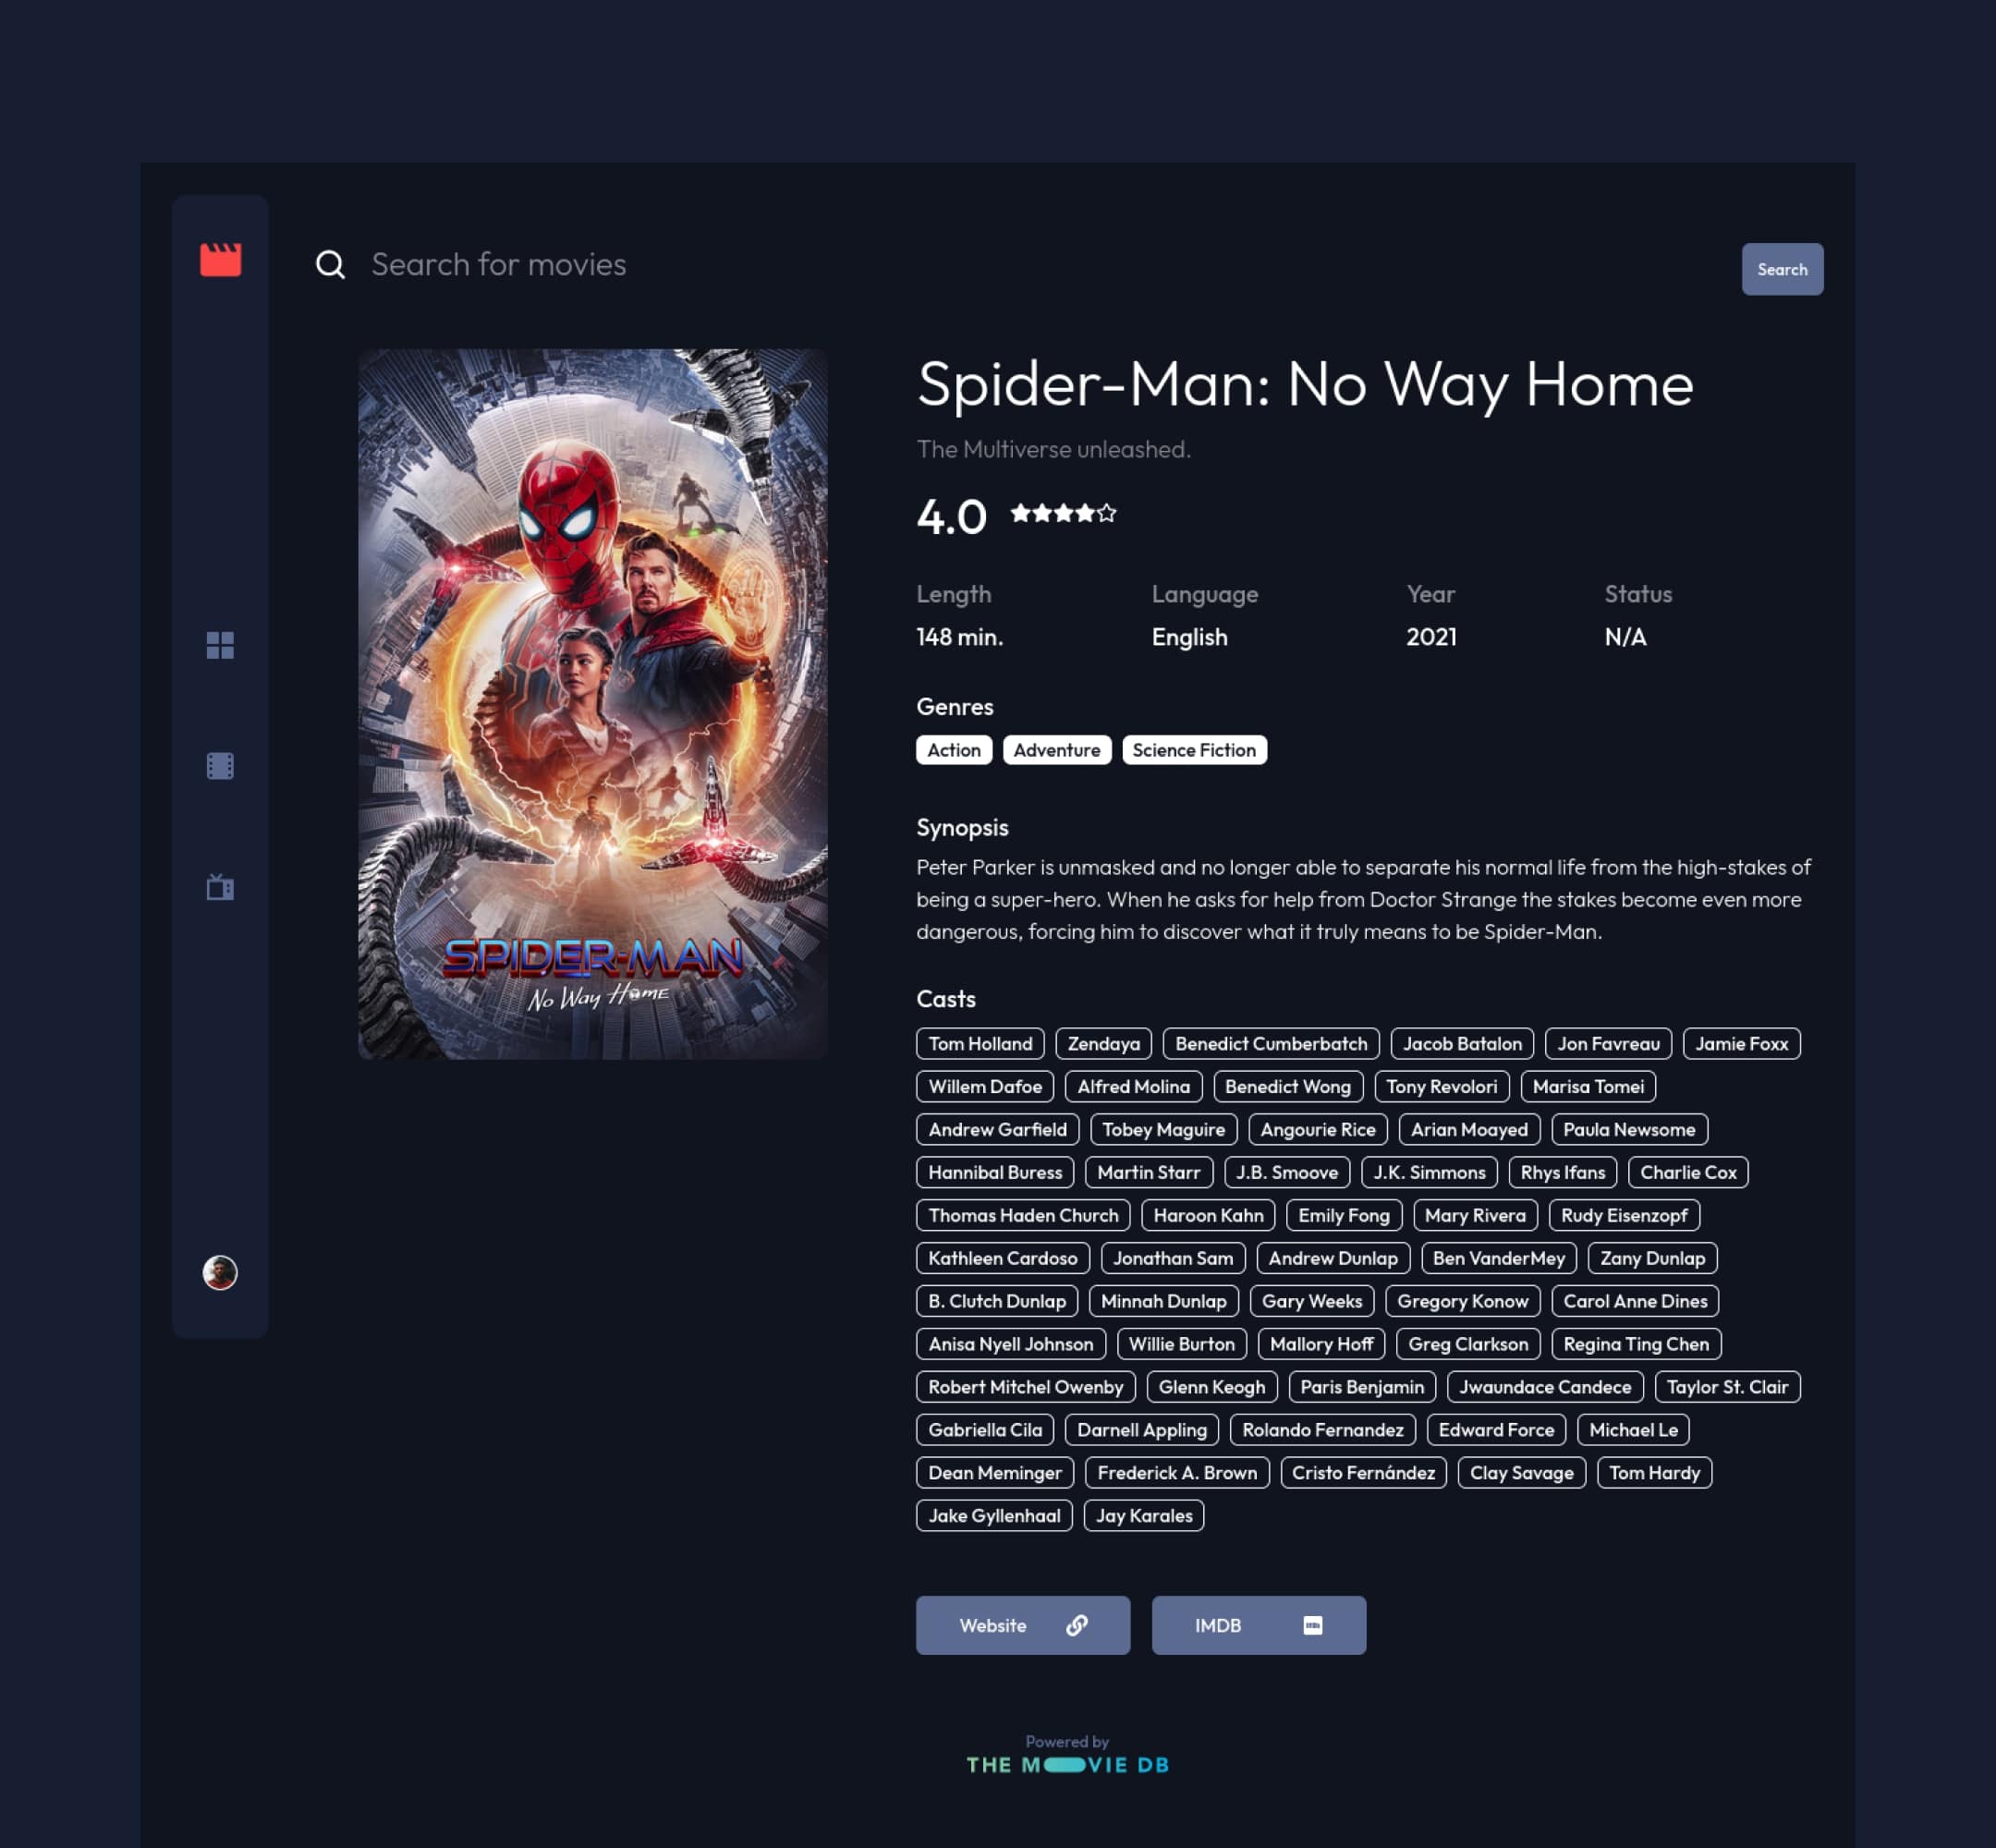 Search for movies
Search
Spider-Man: No Way Home
The Multiverse unleashed.
4.0
Length Language Year Status
148 min. English 2021 N/A
Genres
Action Adventure Science Fiction
Synopsis
Peter Parker is unmasked and no longer able to separate his normal life from the high-stakes of
being a super-hero. When he asks for help from Doctor Strange the stakes become even more
dangerous, forcing him to discover what it truly means to be Spider-Man.
SPIDER-MAN
No Way Home
Casts
Tom Holland Zendaya Benedict Cumberbatch Jacob Batalon Jon Favreau Jamie Foxx
Willem Dafoe Alfred Molina Benedict Wong Tony Revolori Marisa Tomei
Andrew Garfield Tobey Maguire Angourie Rice Arian Moayed Paula Newsome
Hannibal Buress Martin Starr J.B. Smoove J.K. Simmons Rhys Ifans Charlie Cox
Thomas Haden Church Haroon Kahn Emily Fong Mary Rivera Rudy Eisenzopf
Kathleen Cardoso Jonathan Sam Andrew Dunlap Ben VanderMey Zany Dunlap
B. Clutch Dunlap Minnah Dunlap Gary Weeks Gregory Konow Carol Anne Dines
Anisa Nyell Johnson Willie Burton Mallory Hoff Greg Clarkson Regina Ting Chen
Robert Mitchel Owenby Glenn Keogh Paris Benjamin Jwaundace Candece Taylor St. Clair
Gabriella Cila Darnell Appling Rolando Fernandez Edward Force Michael Le
Dean Meminger Frederick A. Brown Cristo Fernández Clay Savage Tom Hardy
Jake Gyllenhaal Jay Karales
Website IMDB
Powered by
THE MOVIE DB